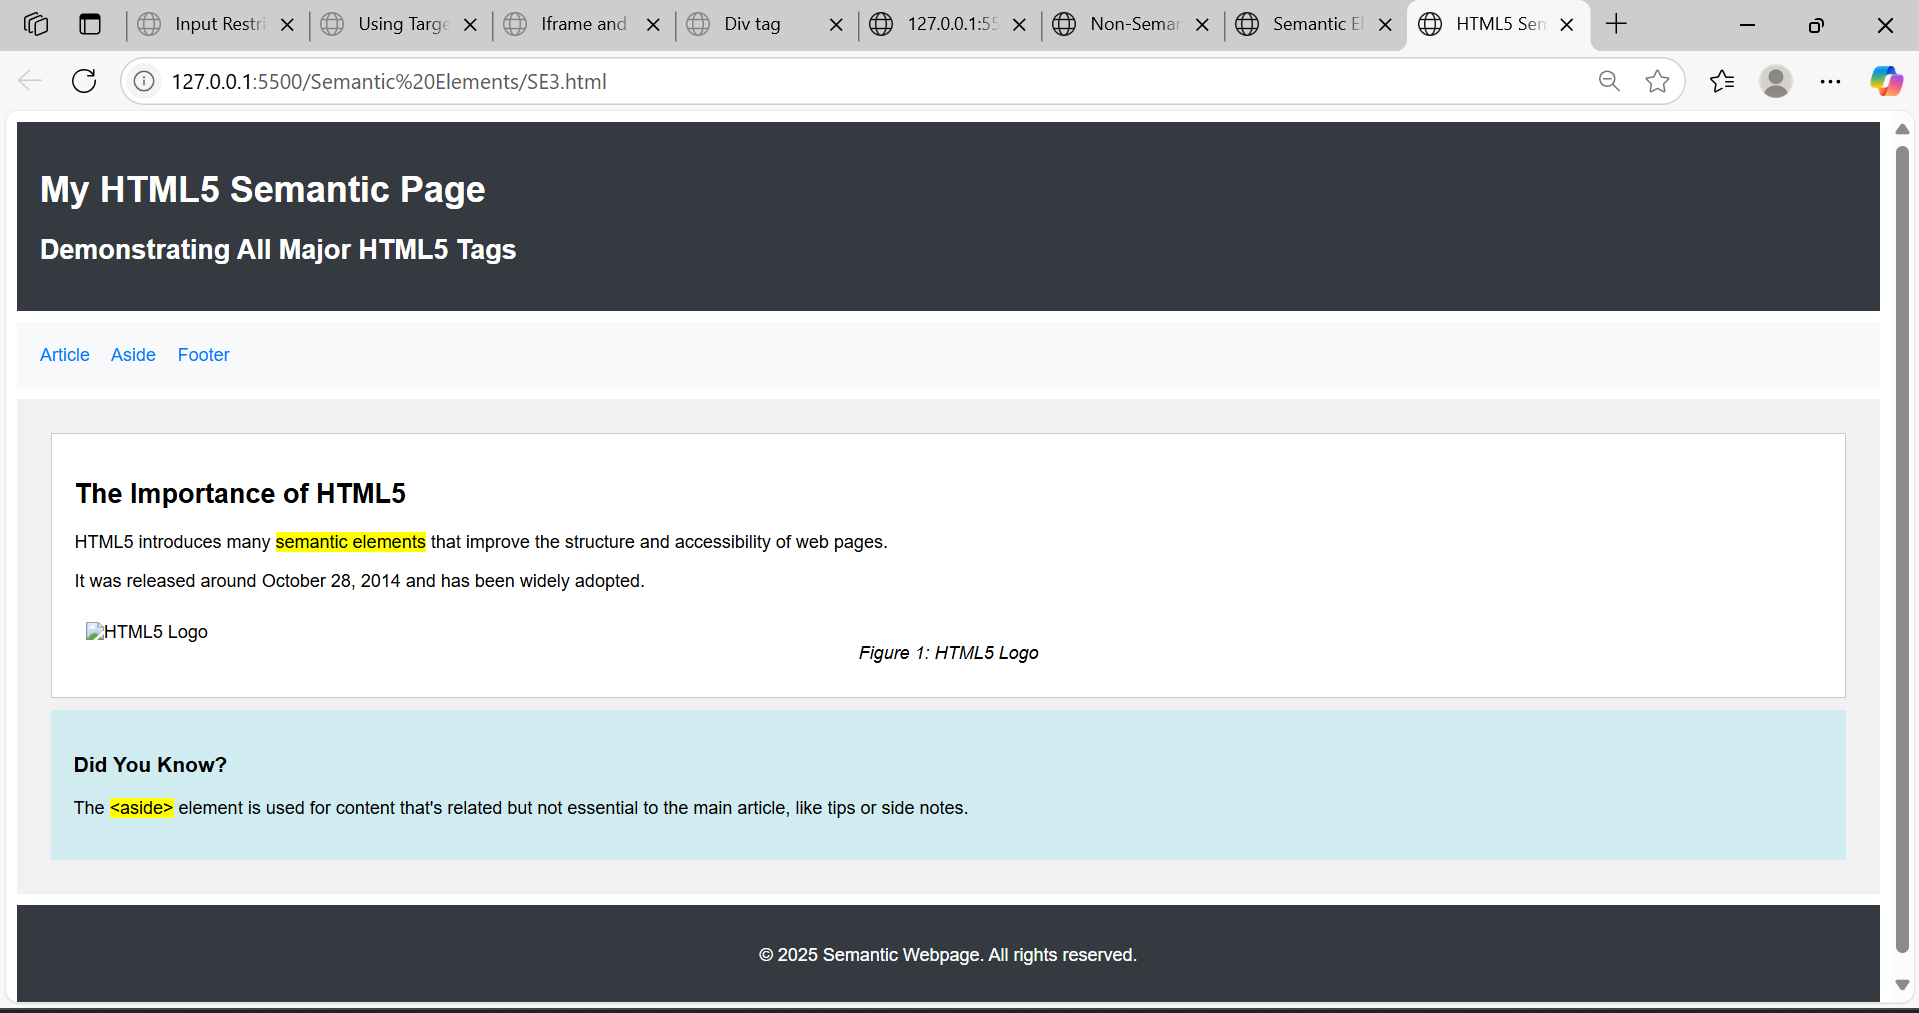 Input Restri
Using Targe
Iframe and
Div tag
127.0.0.1:55
Non-Seman
Semantic El
HTML5 Sem
127.0.0.1:5500/Semantic%20Elements/SE3.html
My HTML5 Semantic Page
Demonstrating All Major HTML5 Tags
Article Aside Footer
The Importance of HTML5
HTML5 introduces many semantic elements that improve the structure and accessibility of web pages.
It was released around October 28, 2014 and has been widely adopted.
HTML5 Logo
Figure 1: HTML5 Logo
Did You Know?
The <aside> element is used for content that's related but not essential to the main article, like tips or side notes.
© 2025 Semantic Webpage. All rights reserved.